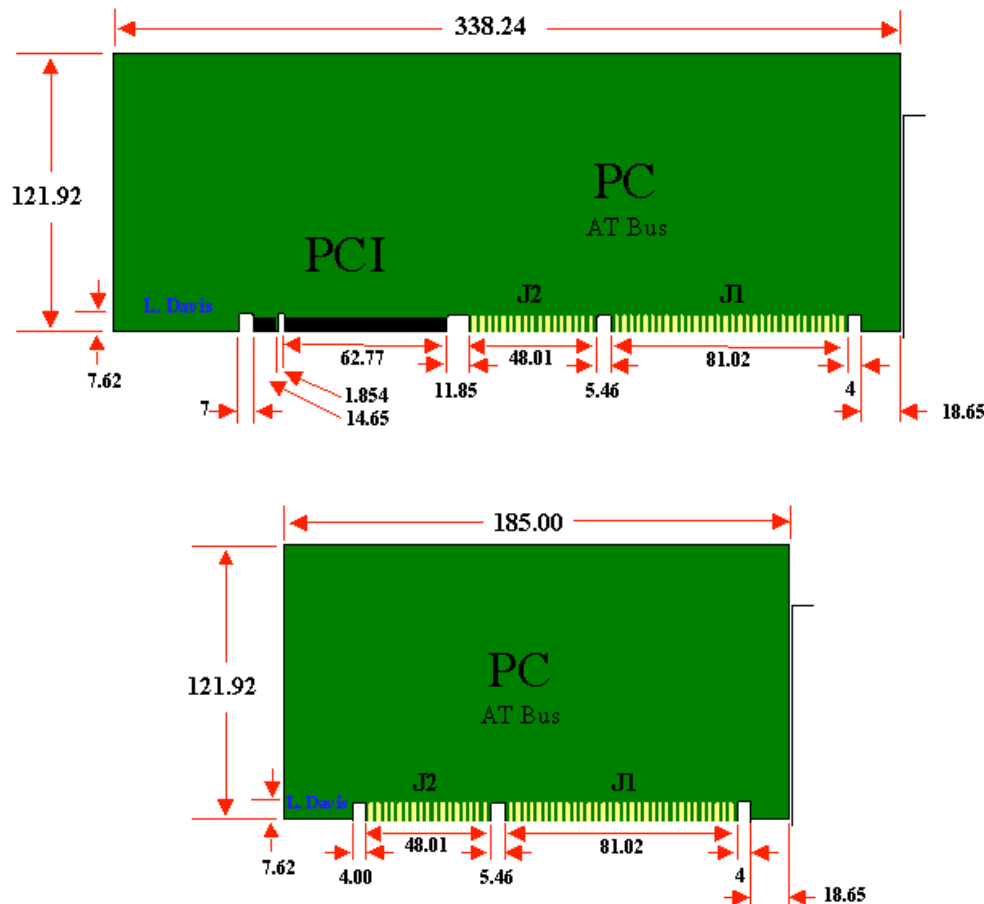 338.24
121.92
PC
AT Bus
PCI
L. Davis
J2
J1
62.77
48.01
81.02
7.62
1.854
11.85
5.46
4
7
14.65
18.65
185.00
121.92
PC
AT Bus
J2
J1
L. Davis
48.01
81.02
7.62
4.00
5.46
4
18.65